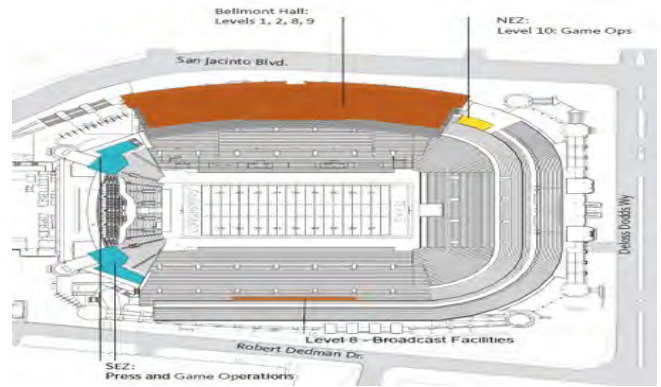 Bellmont Hall:
Levels 1, 2, 8, 9
NEZ:
Level 10: Game Ops
San Jacinto Blvd.
Deloss Dodds Wy
Level 8 - Broadcast Facilities
Robert Dedman Dr.
SEZ:
Press and Game Operations